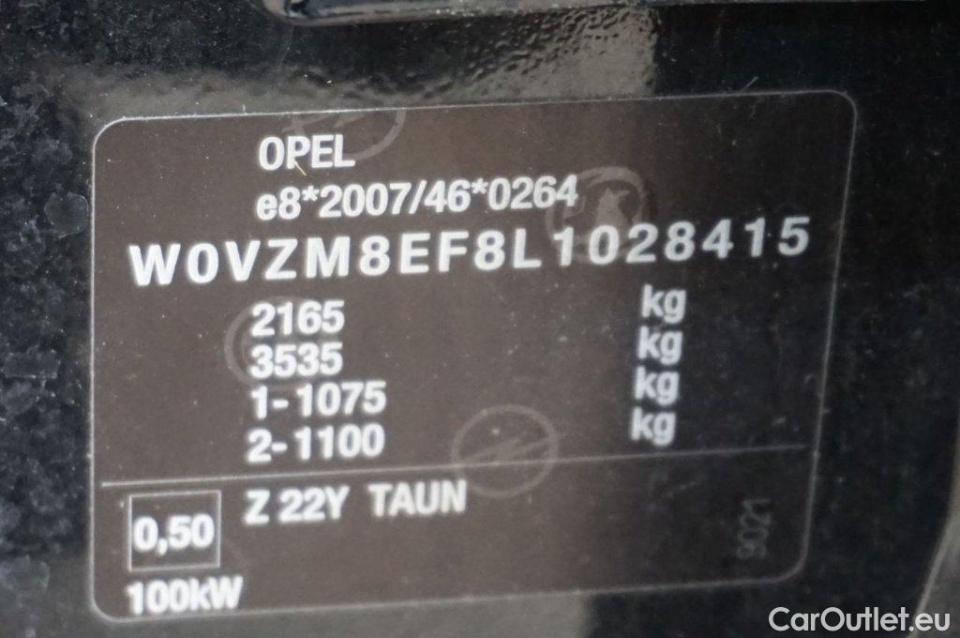 OPEL
e8*2007/46*0264
W0VZM8EF8L1028415
2165 kg
3535 kg
1-1075 kg
2-1100 kg
0,50 Z 22Y TAUN
100kW
9021
CarOutlet.eu